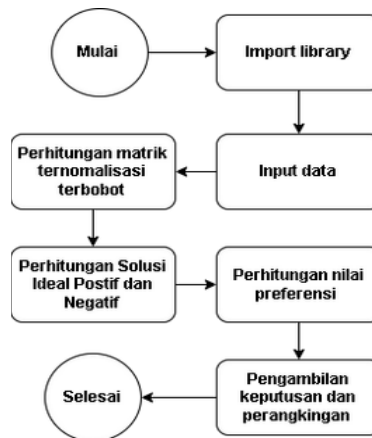 Mulai
Import library
Input data
Perhitungan matrik
ternomalisasi
terbobot
Perhitungan Solusi
Ideal Postif dan
Negatif
Perhitungan nilai
preferensi
Pengambilan
keputusan dan
perangkingan
Selesai